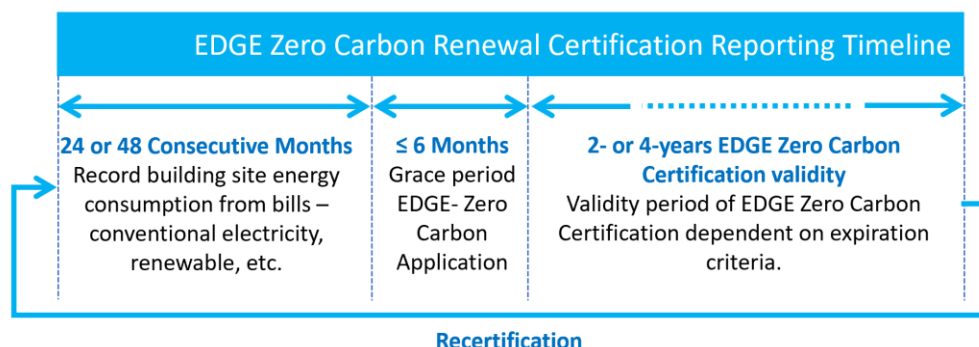 EDGE Zero Carbon Renewal Certification Reporting Timeline
24 or 48 Consecutive Months
Record building site energy
consumption from bills –
conventional electricity,
renewable, etc.
≤ 6 Months
Grace period
EDGE- Zero
Carbon
Application
2- or 4-years EDGE Zero Carbon
Certification validity
Validity period of EDGE Zero Carbon
Certification dependent on expiration
criteria.
Recertification